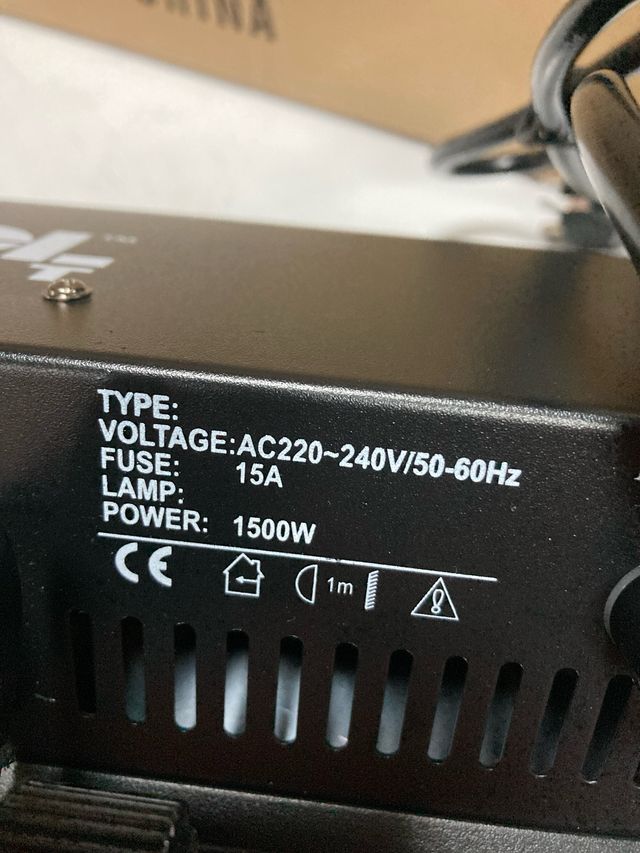 TYPE:
VOLTAGE:AC220~240V/50-60Hz
FUSE: 15A
LAMP:
POWER: 1500W
CE 1m